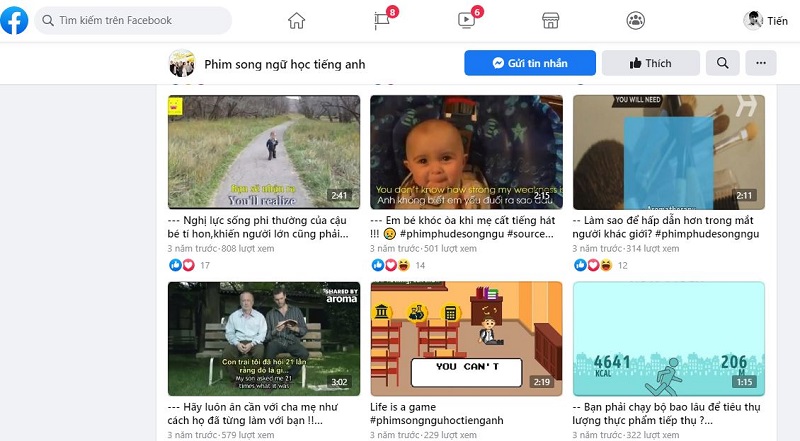 Tìm kiếm trên Facebook
8
6
Tiến
Phim song ngữ học tiếng anh
Gửi tin nhắn
Thích
Bạn sẽ nhận ra
You'll realize
2:41
You don't know how strong my weakness is
Anh không biết em yếu đuối ra sao đâu
2:15
YOU WILL NEED
Aromatherapy
2:11
--- Nghị lực sống phi thường của cậu
bé tí hon,khiến người lớn cũng phải...
3 năm trước · 808 lượt xem
17
--- Em bé khóc òa khi mẹ cất tiếng hát
!!! #phimphudesongngu #source...
3 năm trước · 501 lượt xem
14
-- Làm sao để hấp dẫn hơn trong mắt
người khác giới? #phimphudesongngu
3 năm trước · 314 lượt xem
12
SHARED BY
aroma
Con trai tôi đã hỏi 21 lần
rằng đó là gì...
My son asked me 21
times what it was
3:02
YOU CAN'T
2:19
4641
KCAL
206
M
1:15
--- Hãy luôn ân cần với cha mẹ như
cách họ đã từng làm với bạn !!...
3 năm trước · 579 lượt xem
Life is a game
#phimsongnguhoctienganh
3 năm trước · 229 lượt xem
-- Bạn phải chạy bộ bao lâu để tiêu thụ
lượng thực phẩm tiếp thụ ?...
3 năm trước · 322 lượt xem